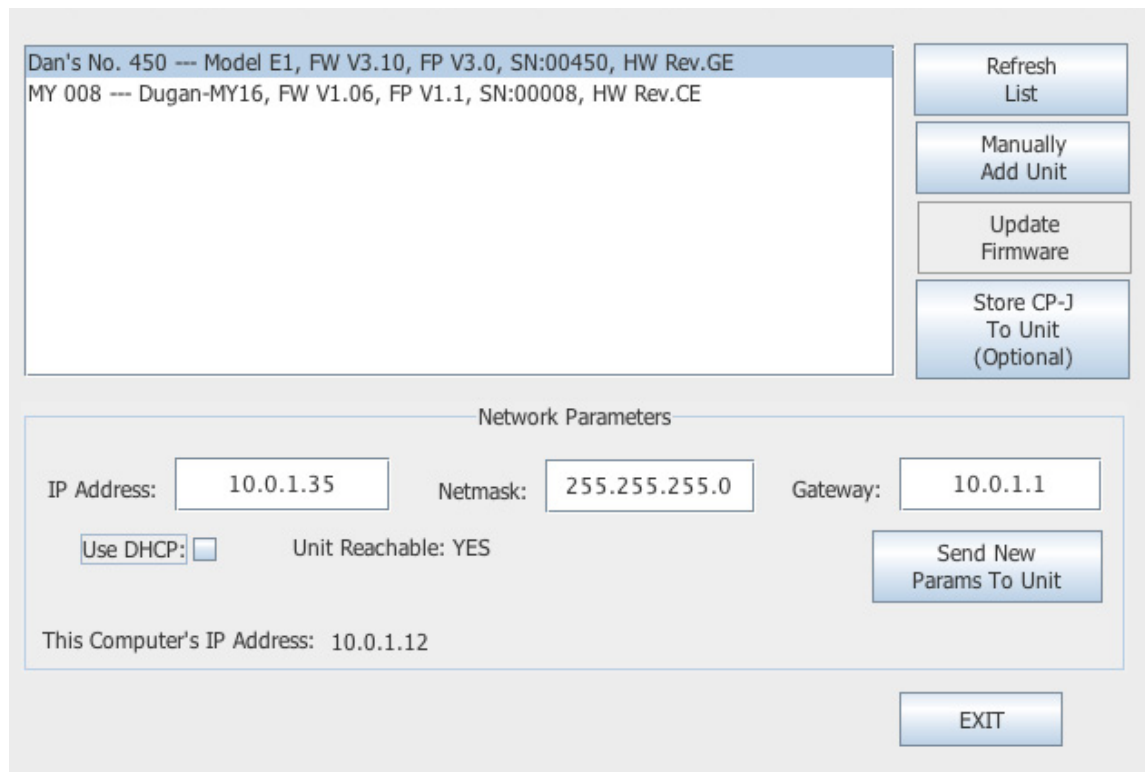 Dan's No. 450 --- Model E1, FW V3.10, FP V3.0, SN:00450, HW Rev.GE
MY 008 --- Dugan-MY16, FW V1.06, FP V1.1, SN:00008, HW Rev.CE
Refresh
List
Manually
Add Unit
Update
Firmware
Store CP-J
To Unit
(Optional)
Network Parameters
IP Address: 10.0.1.35 Netmask: 255.255.255.0 Gateway: 10.0.1.1
Use DHCP: Unit Reachable: YES
Send New
Params To Unit
This Computer's IP Address: 10.0.1.12
EXIT